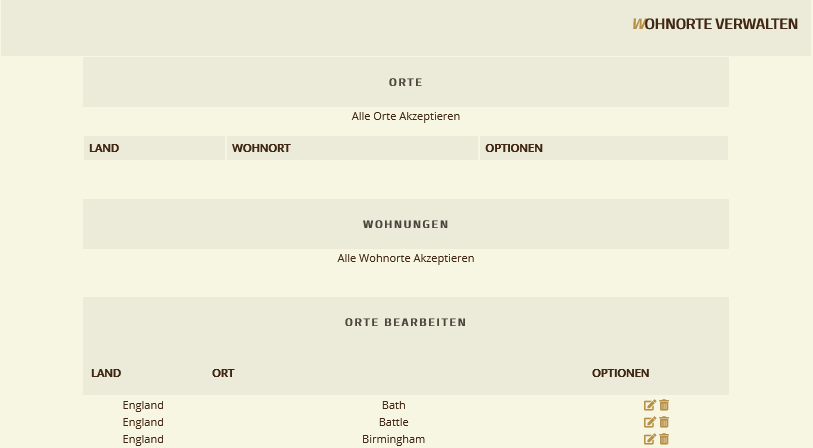 WOHNORTE VERWALTEN
ORTE
Alle Orte Akzeptieren
LAND WOHNORT OPTIONEN
WOHNUNGEN
Alle Wohnorte Akzeptieren
ORTE BEARBEITEN
LAND ORT OPTIONEN
England Bath
England Battle
England Birmingham